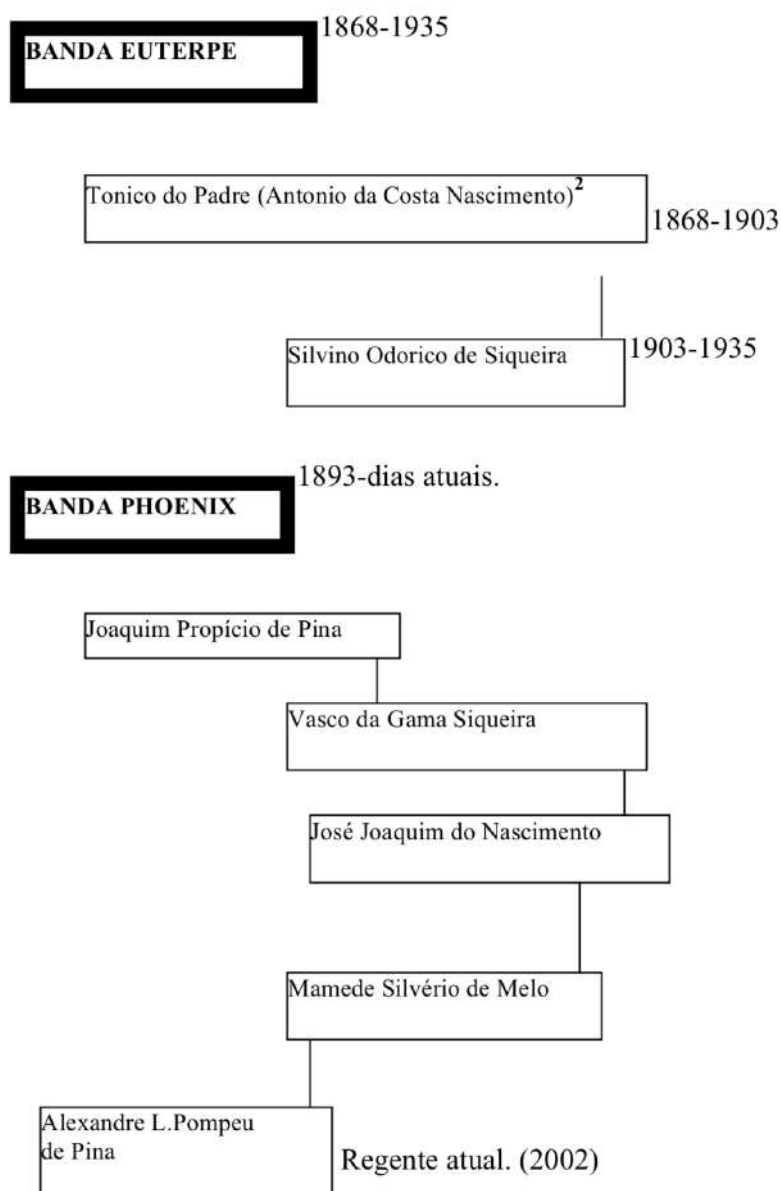 1868-1935
BANDA EUTERPE
Tonico do Padre (Antonio da Costa Nascimento)²
1868-1903
Silvino Odorico de Siqueira
1903-1935
1893-dias atuais.
BANDA PHOENIX
Joaquim Propício de Pina
Vasco da Gama Siqueira
José Joaquim do Nascimento
Mamede Silvério de Melo
Alexandre L.Pompeu
de Pina
Regente atual. (2002)